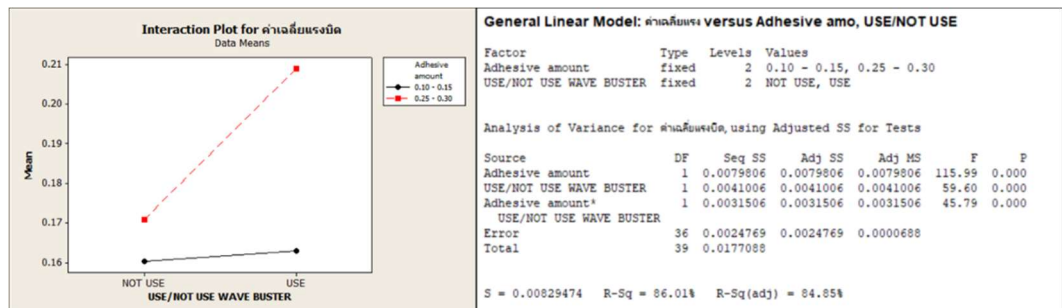 Interaction Plot for ค่าเฉลี่ยแรงบิด
Data Means
Mean
0.21
0.20
0.19
0.18
0.17
0.16
NOT USE
USE
USE/NOT USE WAVE BUSTER
Adhesive
amount
0.10 - 0.15
0.25 - 0.30
General Linear Model: ค่าเฉลี่ยแรง versus Adhesive amo, USE/NOT USE
Factor Type Levels Values
Adhesive amount fixed 2 0.10 - 0.15, 0.25 - 0.30
USE/NOT USE WAVE BUSTER fixed 2 NOT USE, USE
Analysis of Variance for ค่าเฉลี่ยแรงบิด, using Adjusted SS for Tests
Source DF Seq SS Adj SS Adj MS F P
Adhesive amount 1 0.0079806 0.0079806 0.0079806 115.99 0.000
USE/NOT USE WAVE BUSTER 1 0.0041006 0.0041006 0.0041006 59.60 0.000
Adhesive amount* 1 0.0031506 0.0031506 0.0031506 45.79 0.000
USE/NOT USE WAVE BUSTER
Error 36 0.0024769 0.0024769 0.0000688
Total 39 0.0177088
S = 0.00829474 R-Sq = 86.01% R-Sq(adj) = 84.85%